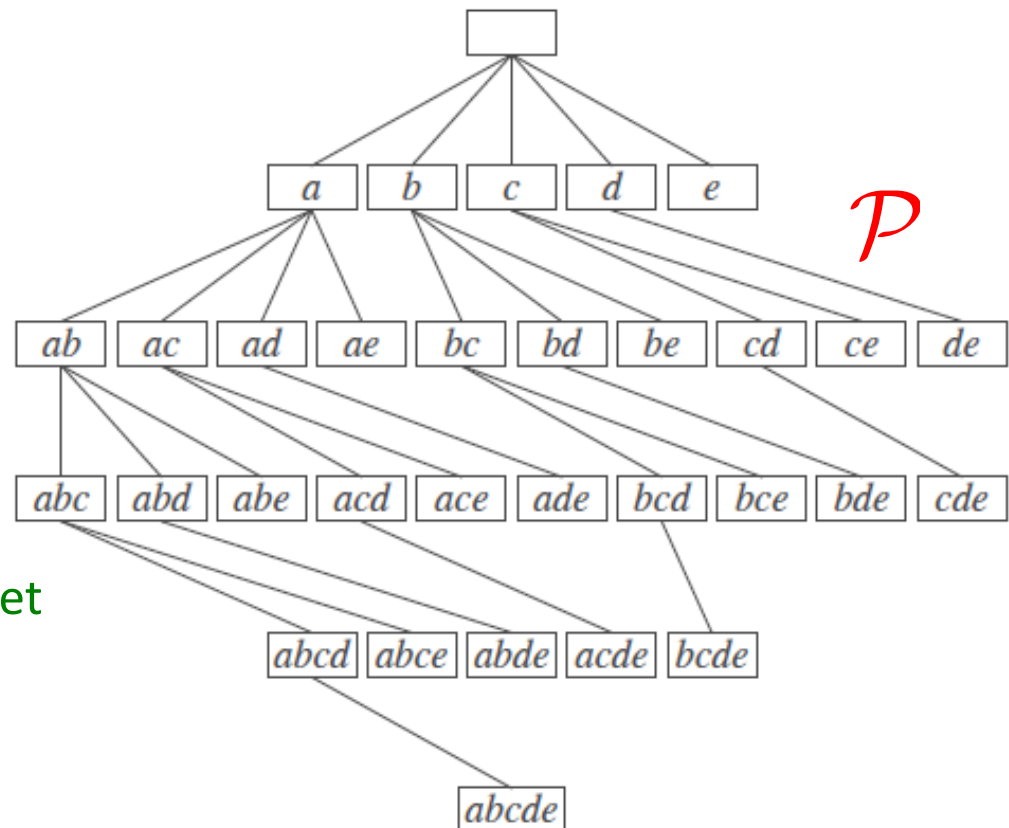 a b c d e
𝒫
ab ac ad ae bc bd be cd ce de
abc abd abe acd ace ade bcd bce bde cde
et
abcd abce abde acde bcde
abcde